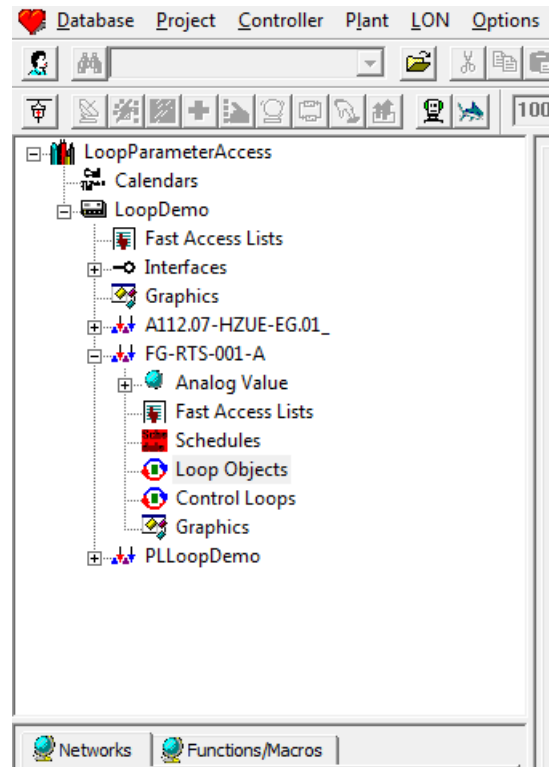 Database Project Controller Plant LON Options
100
LoopParameterAccess
Calendars
LoopDemo
Fast Access Lists
Interfaces
Graphics
A112.07-HZUE-EG.01_
FG-RTS-001-A
Analog Value
Fast Access Lists
Schedules
Loop Objects
Control Loops
Graphics
PLLoopDemo
Networks Functions/Macros